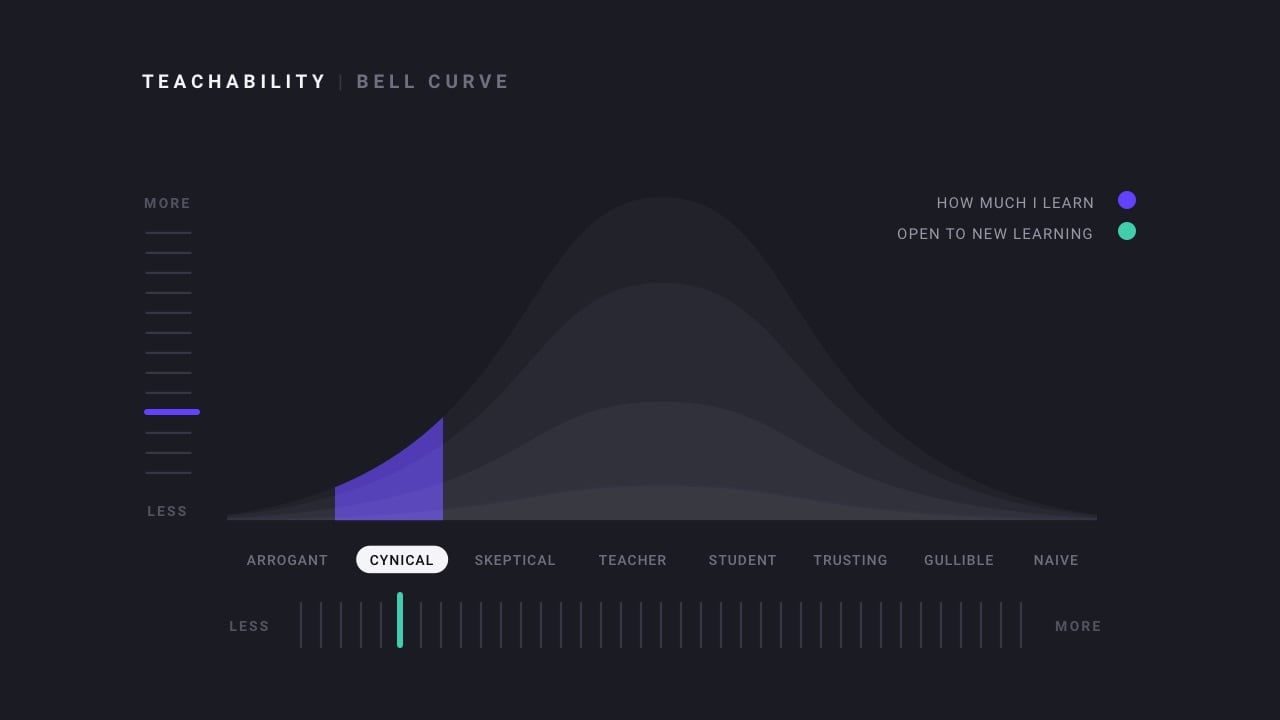 TEACHABILITY | BELL CURVE
MORE
HOW MUCH I LEARN
OPEN TO NEW LEARNING
LESS
ARROGANT CYNICAL SKEPTICAL TEACHER STUDENT TRUSTING GULLIBLE NAIVE
LESS MORE